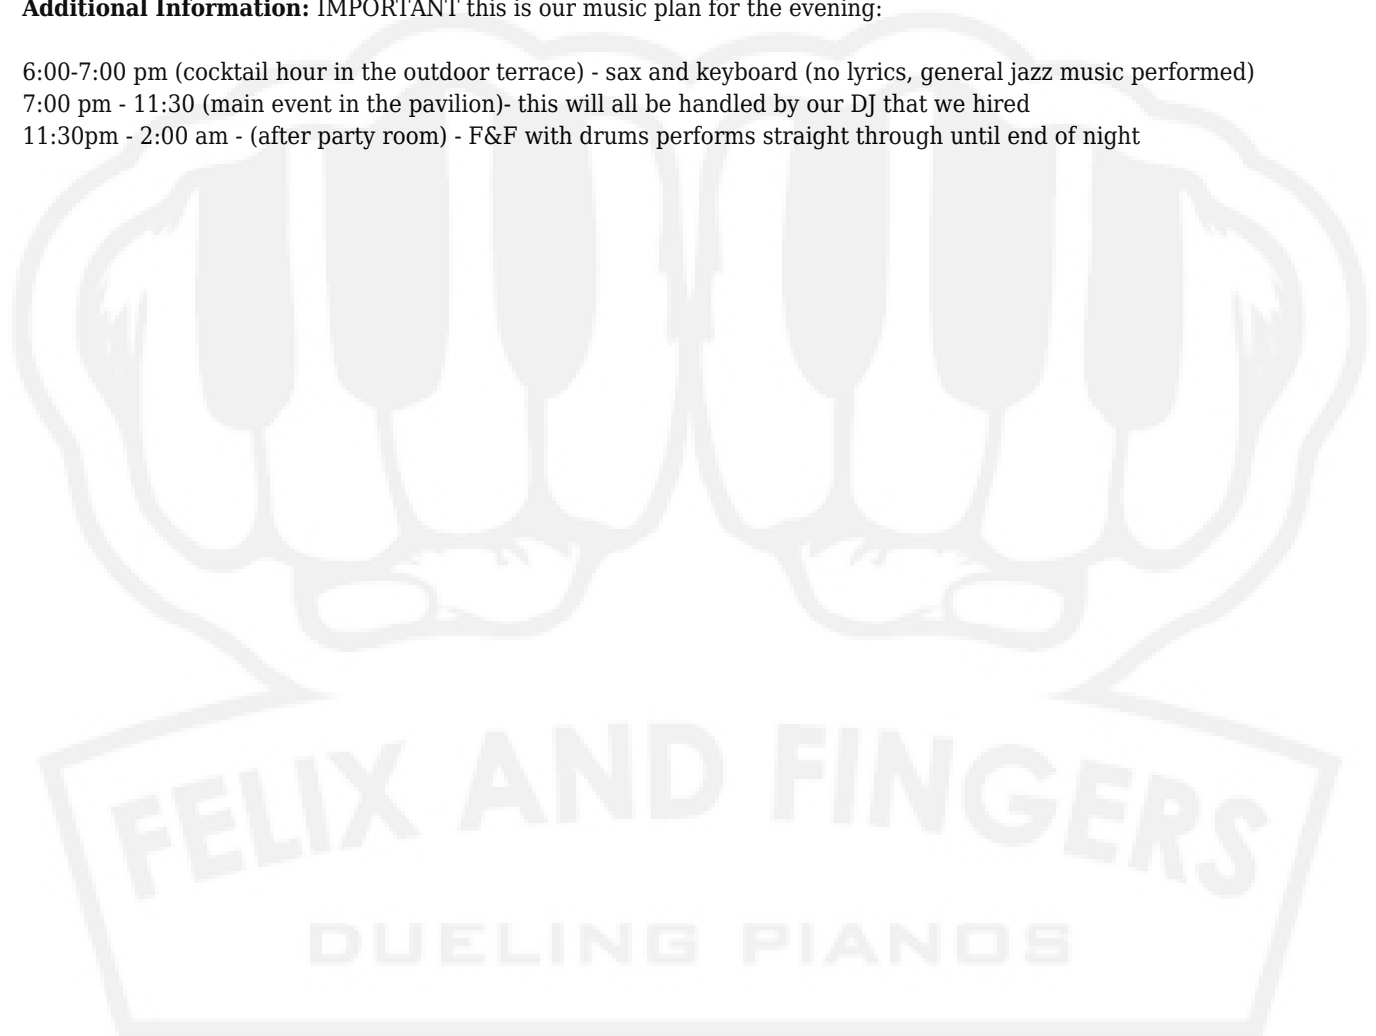 Additional Information: IMPORTANT this is our music plan for the evening:
6:00-7:00 pm (cocktail hour in the outdoor terrace) - sax and keyboard (no lyrics, general jazz music performed)
7:00 pm - 11:30 (main event in the pavilion)- this will all be handled by our DJ that we hired
11:30pm - 2:00 am - (after party room) - F&F with drums performs straight through until end of night
FELIX AND FINGERS
DUELING PIANOS